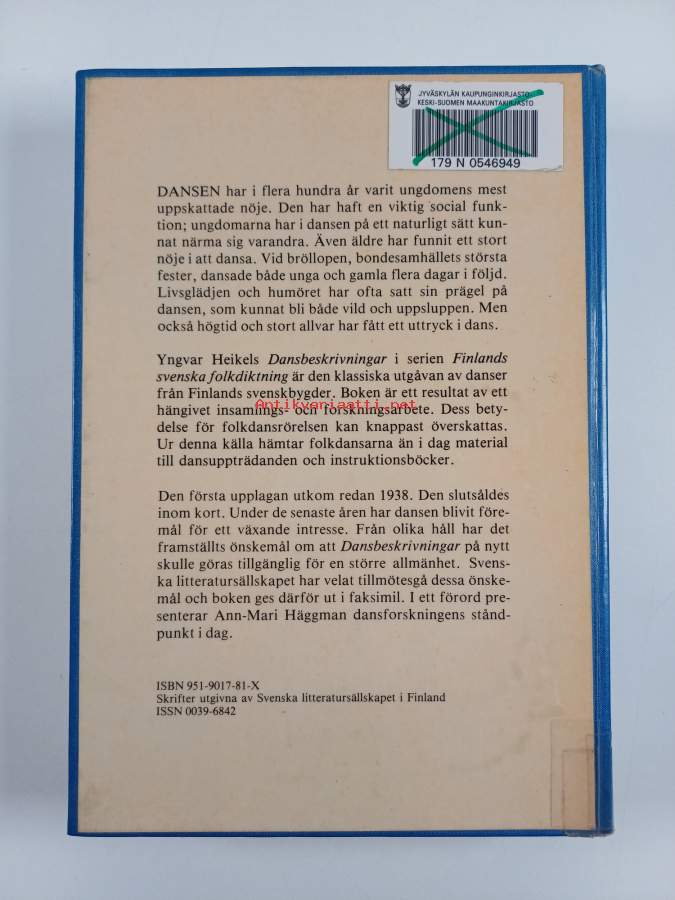 JYVÄSKYLÄN KAUPUNGINKIRJASTO
KESKI-SUOMEN MAAKUNTAKIRJASTO
179 N 0546949
DANSEN har i flera hundra år varit ungdomens mest
uppskattade nöje. Den har haft en viktig social funk-
tion; ungdomarna har i dansen på ett naturligt sätt kun-
nat närma sig varandra. Även äldre har funnit ett stort
nöje i att dansa. Vid bröllopen, bondesamhällets största
fester, dansade både unga och gamla flera dagar i följd.
Livsglädjen och humöret har ofta satt sin prägel på
dansen, som kunnat bli både vild och uppsluppen. Men
också högtid och stort allvar har fått ett uttryck i dans.
Yngvar Heikels Dansbeskrivningar i serien Finlands
svenska folkdiktning är den klassiska utgåvan av danser
från Finlands svenskbygder. Boken är ett resultat av ett
hängivet insamlings- och forskningsarbete. Dess bety-
Antikvariaatti.net
delse för folkdansrörelsen kan knappast överskattas.
Ur denna källa hämtar folkdansarna än i dag material
till dansuppträdanden och instruktionsböcker.
Den första upplagan utkom redan 1938. Den slutsåldes
inom kort. Under de senaste åren har dansen blivit före-
mål för ett växande intresse. Från olika håll har det
framställts önskemål om att Dansbeskrivningar på nytt
skulle göras tillgänglig för en större allmänhet. Svens-
ka litteratursällskapet har velat tillmötesgå dessa önske-
mål och boken ges därför ut i faksimil. I ett förord pre-
senterar Ann-Mari Häggman dansforskningens stånd-
punkt i dag.
ISBN 951-9017-81-X
Skrifter utgivna av Svenska litteratursällskapet i Finland
ISSN 0039-6842